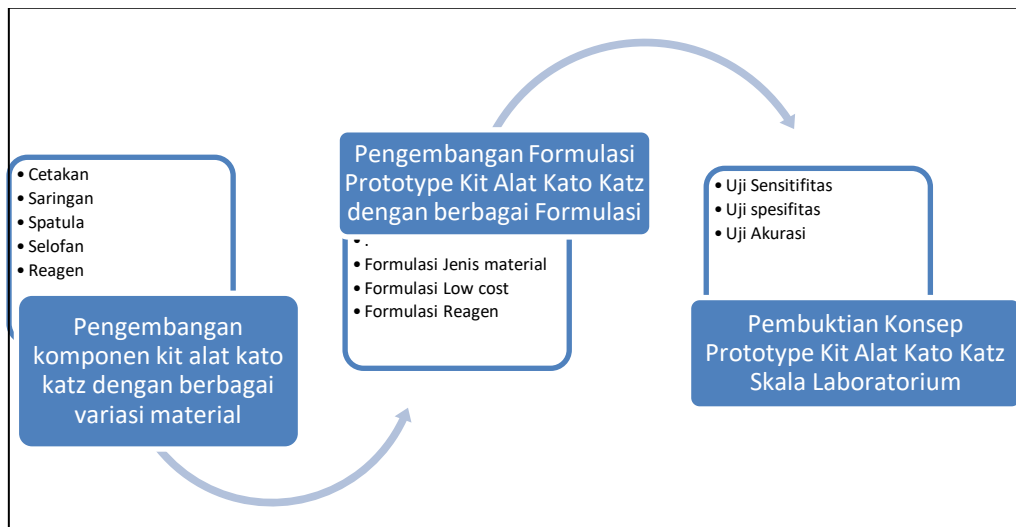 • Cetakan
• Saringan
• Spatula
• Selofan
• Reagen
Pengembangan
komponen kit alat kato
katz dengan berbagai
variasi material
Pengembangan Formulasi
Prototype Kit Alat Kato Katz
dengan berbagai Formulasi
• .
• Formulasi Jenis material
• Formulasi Low cost
• Formulasi Reagen
• Uji Sensitifitas
• Uji spesifitas
• Uji Akurasi
Pembuktian Konsep
Prototype Kit Alat Kato Katz
Skala Laboratorium